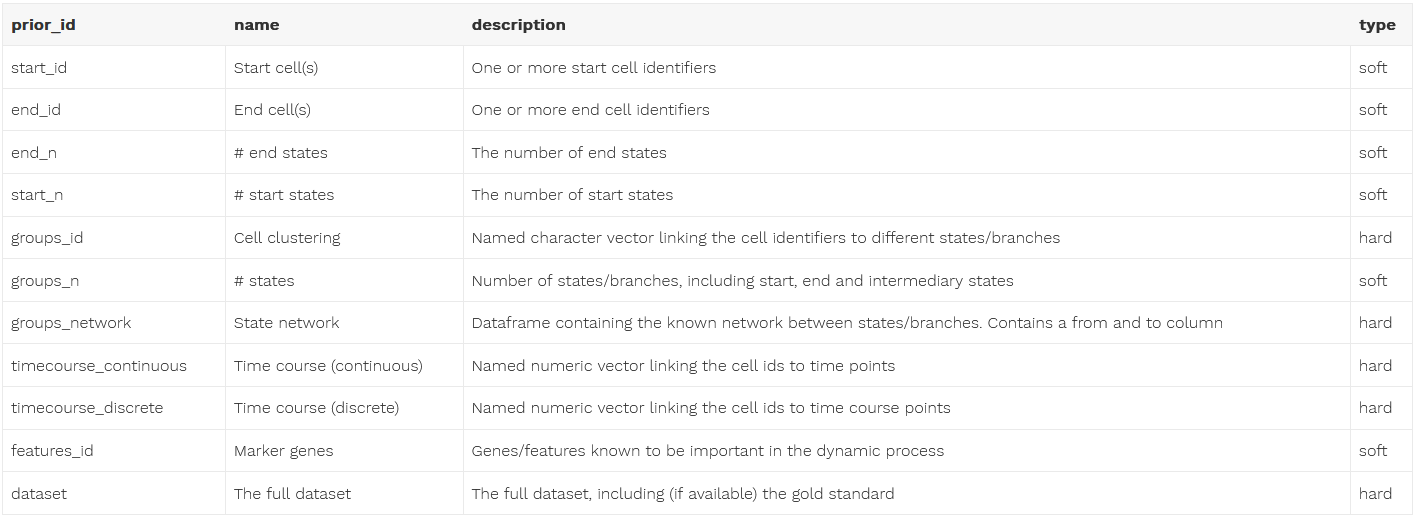 prior_id name description type
start_id Start cell(s) One or more start cell identifiers soft
end_id End cell(s) One or more end cell identifiers soft
end_n # end states The number of end states soft
start_n # start states The number of start states soft
groups_id Cell clustering Named character vector linking the cell identifiers to different states/branches hard
groups_n # states Number of states/branches, including start, end and intermediary states soft
groups_network State network Dataframe containing the known network between states/branches. Contains a from and to column hard
timecourse_continuous Time course (continuous) Named numeric vector linking the cell ids to time points hard
timecourse_discrete Time course (discrete) Named numeric vector linking the cell ids to time course points hard
features_id Marker genes Genes/features known to be important in the dynamic process soft
dataset The full dataset The full dataset, including (if available) the gold standard hard